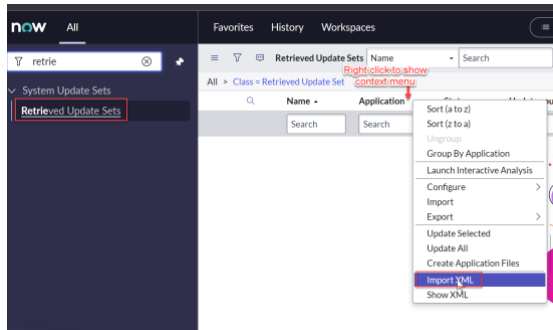 now All Favorites History Workspaces
retrie
Retrieved Update Sets Name Search
Right-click to show
context-menu
All > Class = Retrieved Update Set
System Update Sets
Retrieved Update Sets
Name Application
Search Search
Sort (a to z)
Sort (z to a)
Ungroup
Group By Application
Launch Interactive Analysis
Configure
Import
Export
Update Selected
Update All
Create Application Files
Import XML
Show XML